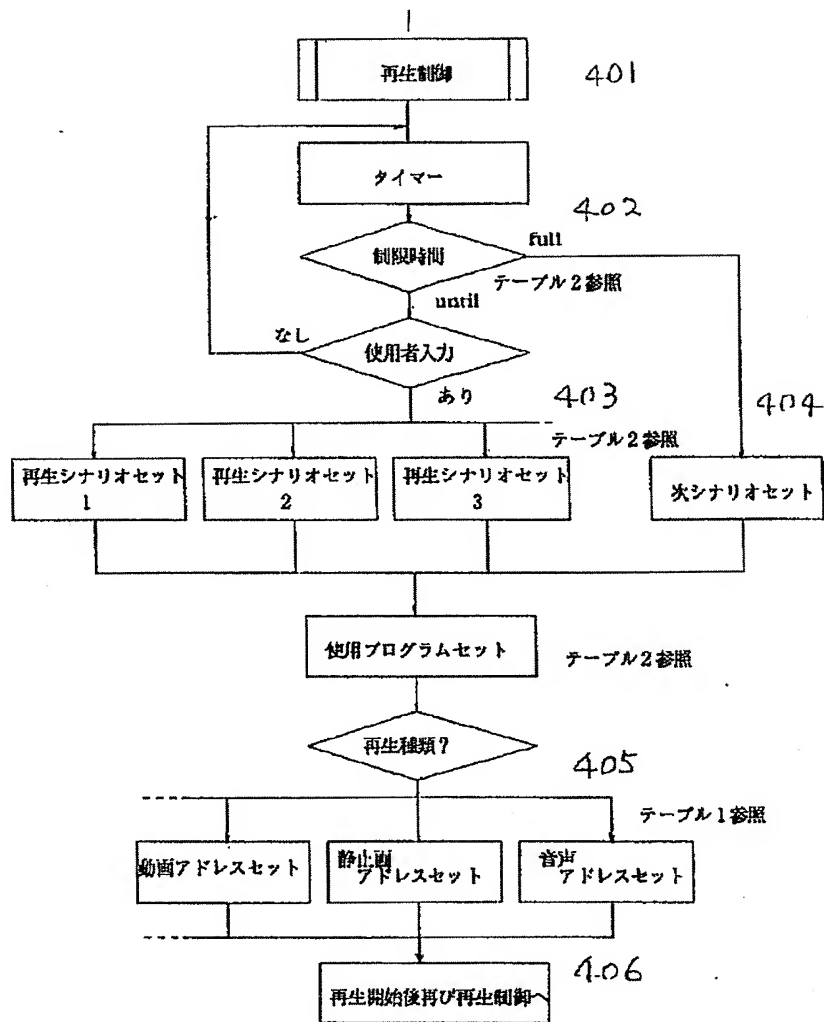 再生制御
401
タイマー
402
制限時間
full
テーブル2参照
until
なし
使用者入力
あり
403
404
テーブル2参照
再生シナリオセット
1
再生シナリオセット
2
再生シナリオセット
3
次シナリオセット
使用プログラムセット
テーブル2参照
再生種類?
405
テーブル1参照
動画アドレスセット
静止画
アドレスセット
音声
アドレスセット
406
再生開始後再び再生制御へ